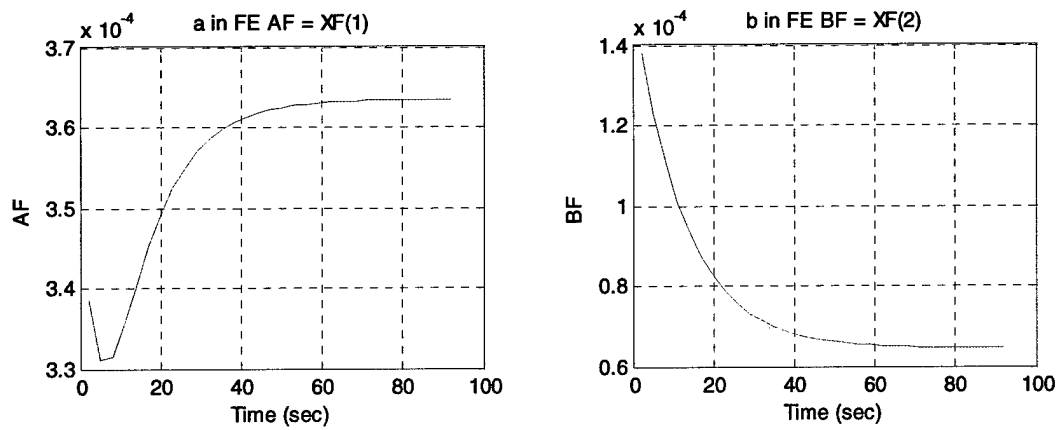 a in FE AF = XF(1)
x 10-4
3.7
3.6
3.5
3.4
3.3
AF
0
20
40
60
80
100
Time (sec)
b in FE BF = XF(2)
x 10-4
1.4
1.2
1
0.8
0.6
BF
0
20
40
60
80
100
Time (sec)